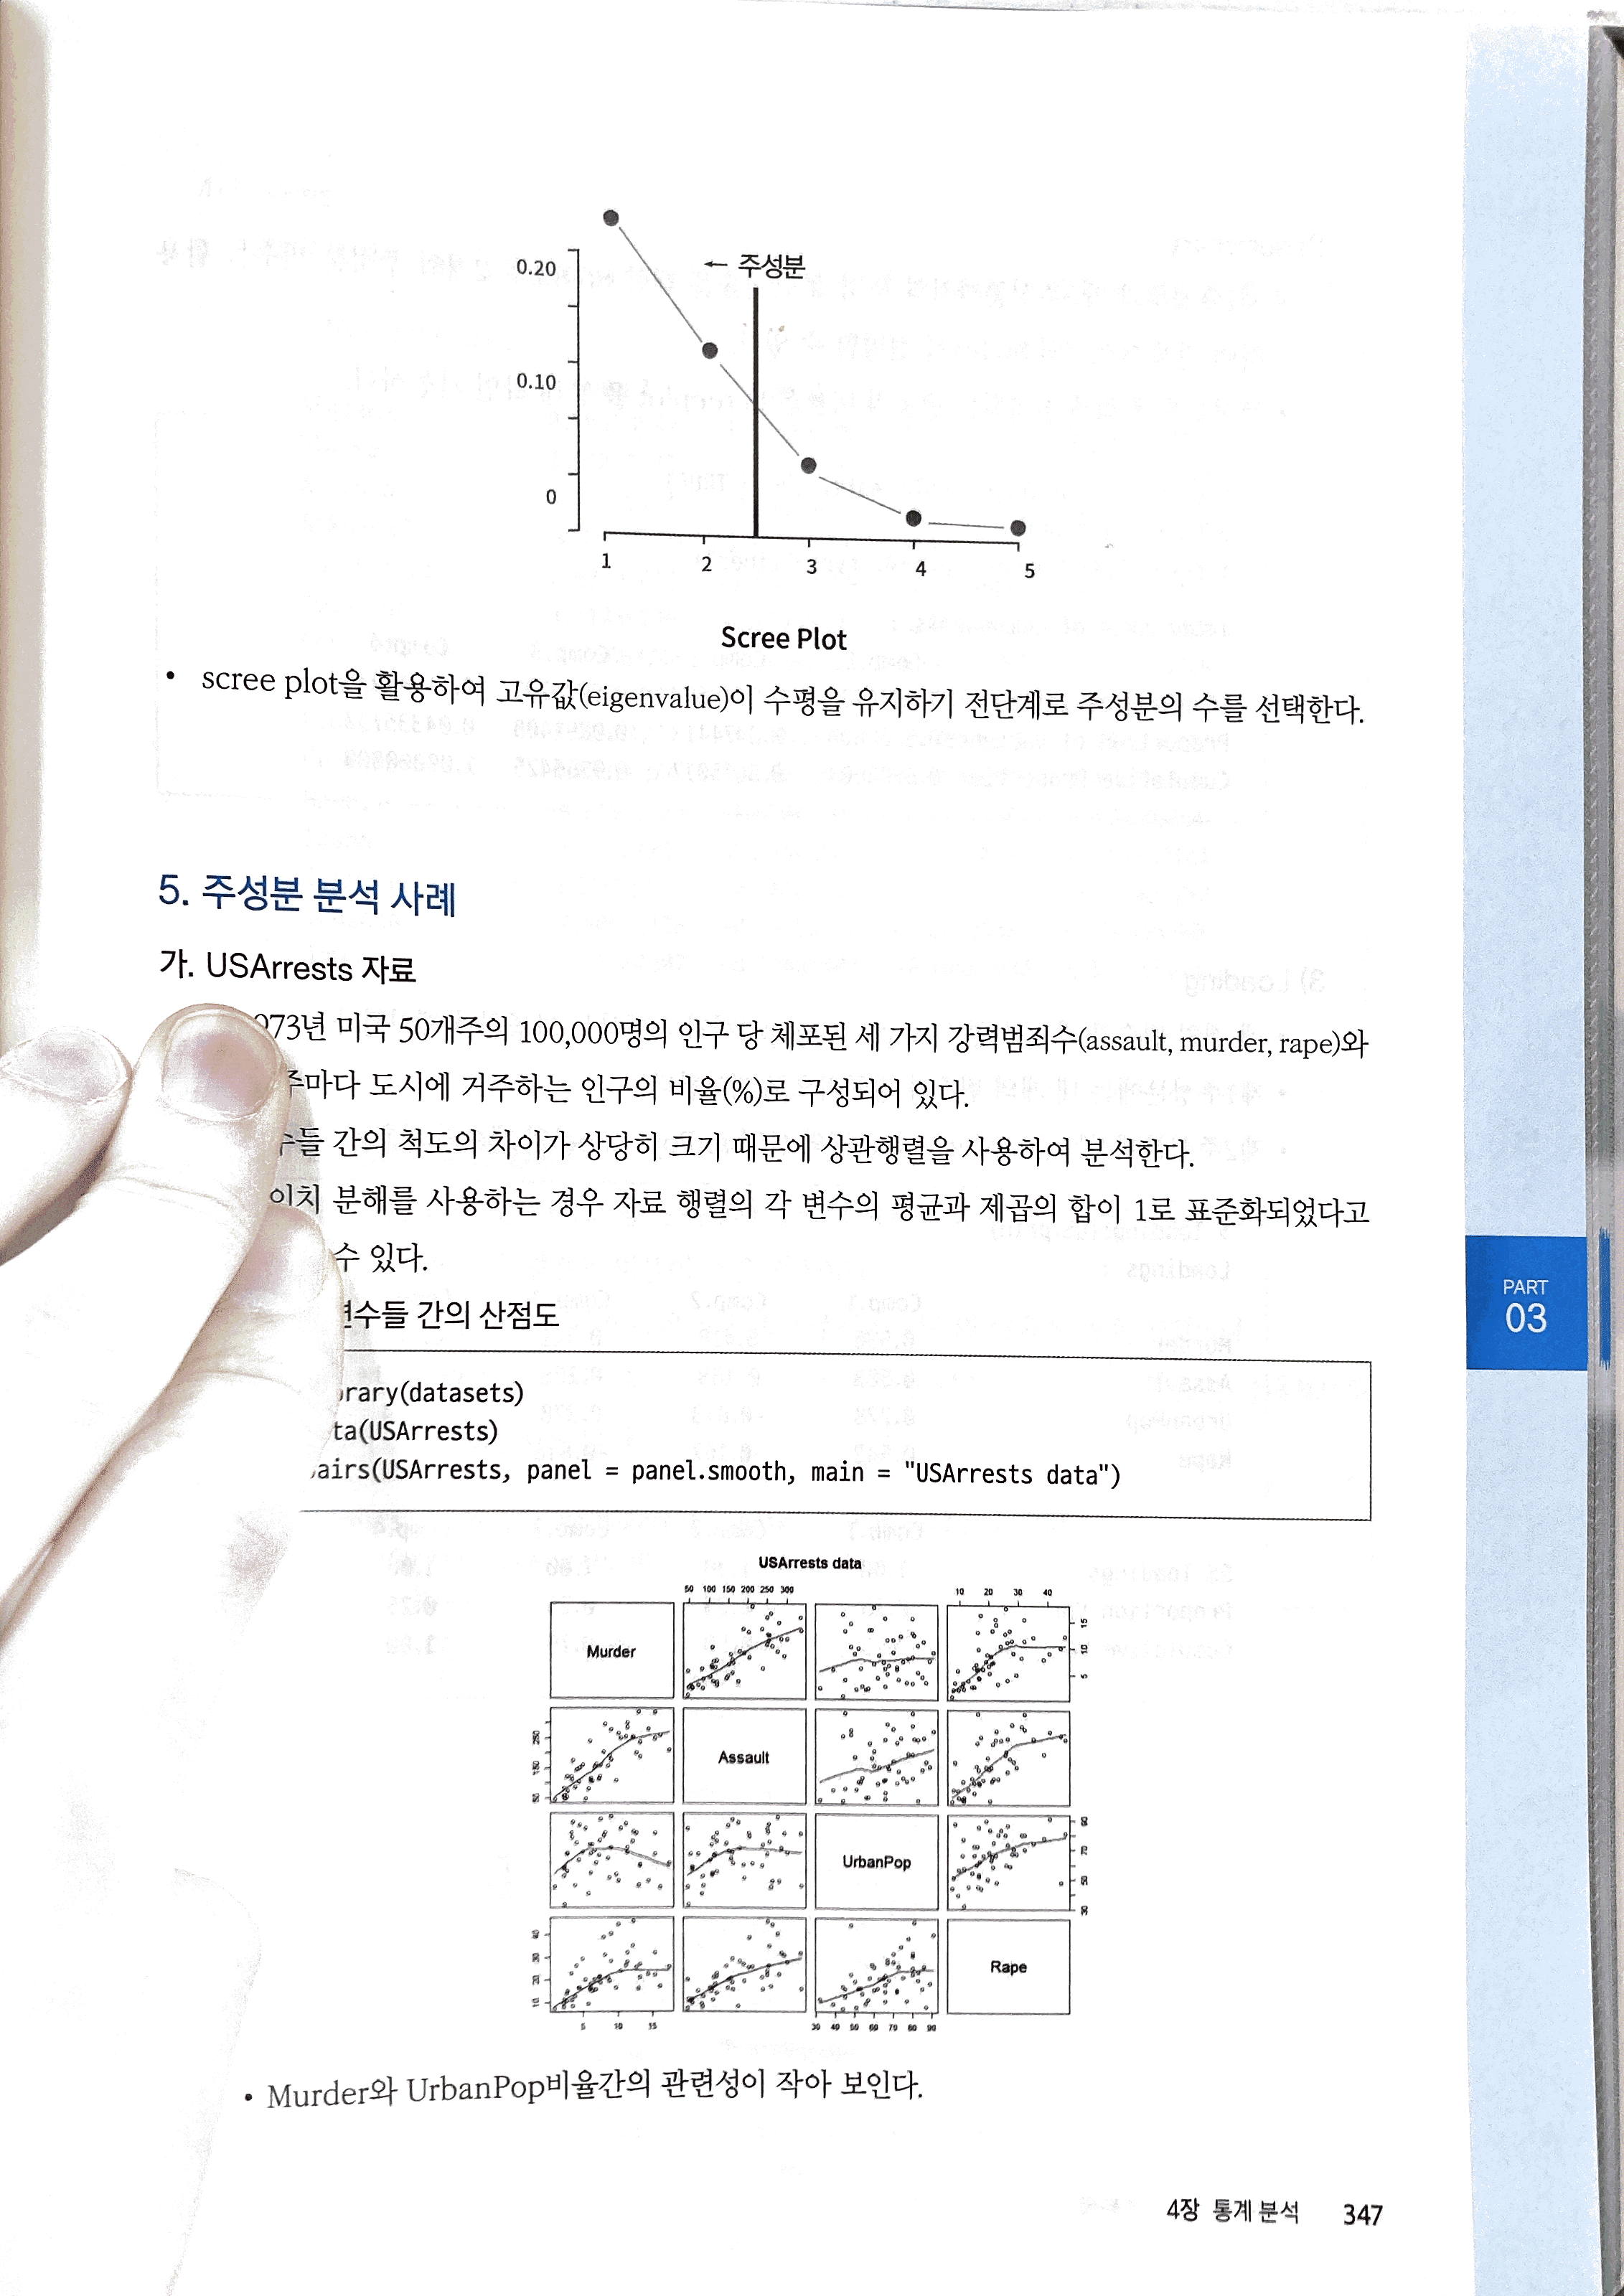 ← 주성분
0.20
0.10
0
1 2 3 4 5
Scree Plot
• scree plot을 활용하여 고유값(eigenvalue)이 수평을 유지하기 전단계로 주성분의 수를 선택한다.
5. 주성분 분석 사례
가. USArrests 자료
973년 미국 50개주의 100,000명의 인구 당 체포된 세 가지 강력범죄수(assault, murder, rape)와
주마다 도시에 거주하는 인구의 비율(%)로 구성되어 있다.
수들 간의 척도의 차이가 상당히 크기 때문에 상관행렬을 사용하여 분석한다.
이치 분해를 사용하는 경우 자료 행렬의 각 변수의 평균과 제곱의 합이 1로 표준화되었다고
수 있다.
변수들 간의 산점도
rary(datasets)
ta(USArrests)
airs(USArrests, panel = panel.smooth, main = "USArrests data")
PART
03
USArrests data
50 100 150 200 250 300 10 20 30 40
Murder
5 10 15
Assault
50 150 250
UrbanPop
30 50 70 90
Rape
10 20 30 40
5 10 15 30 40 50 60 70 80 90
• Murder와 UrbanPop비율간의 관련성이 작아 보인다.
4장 통계 분석 347